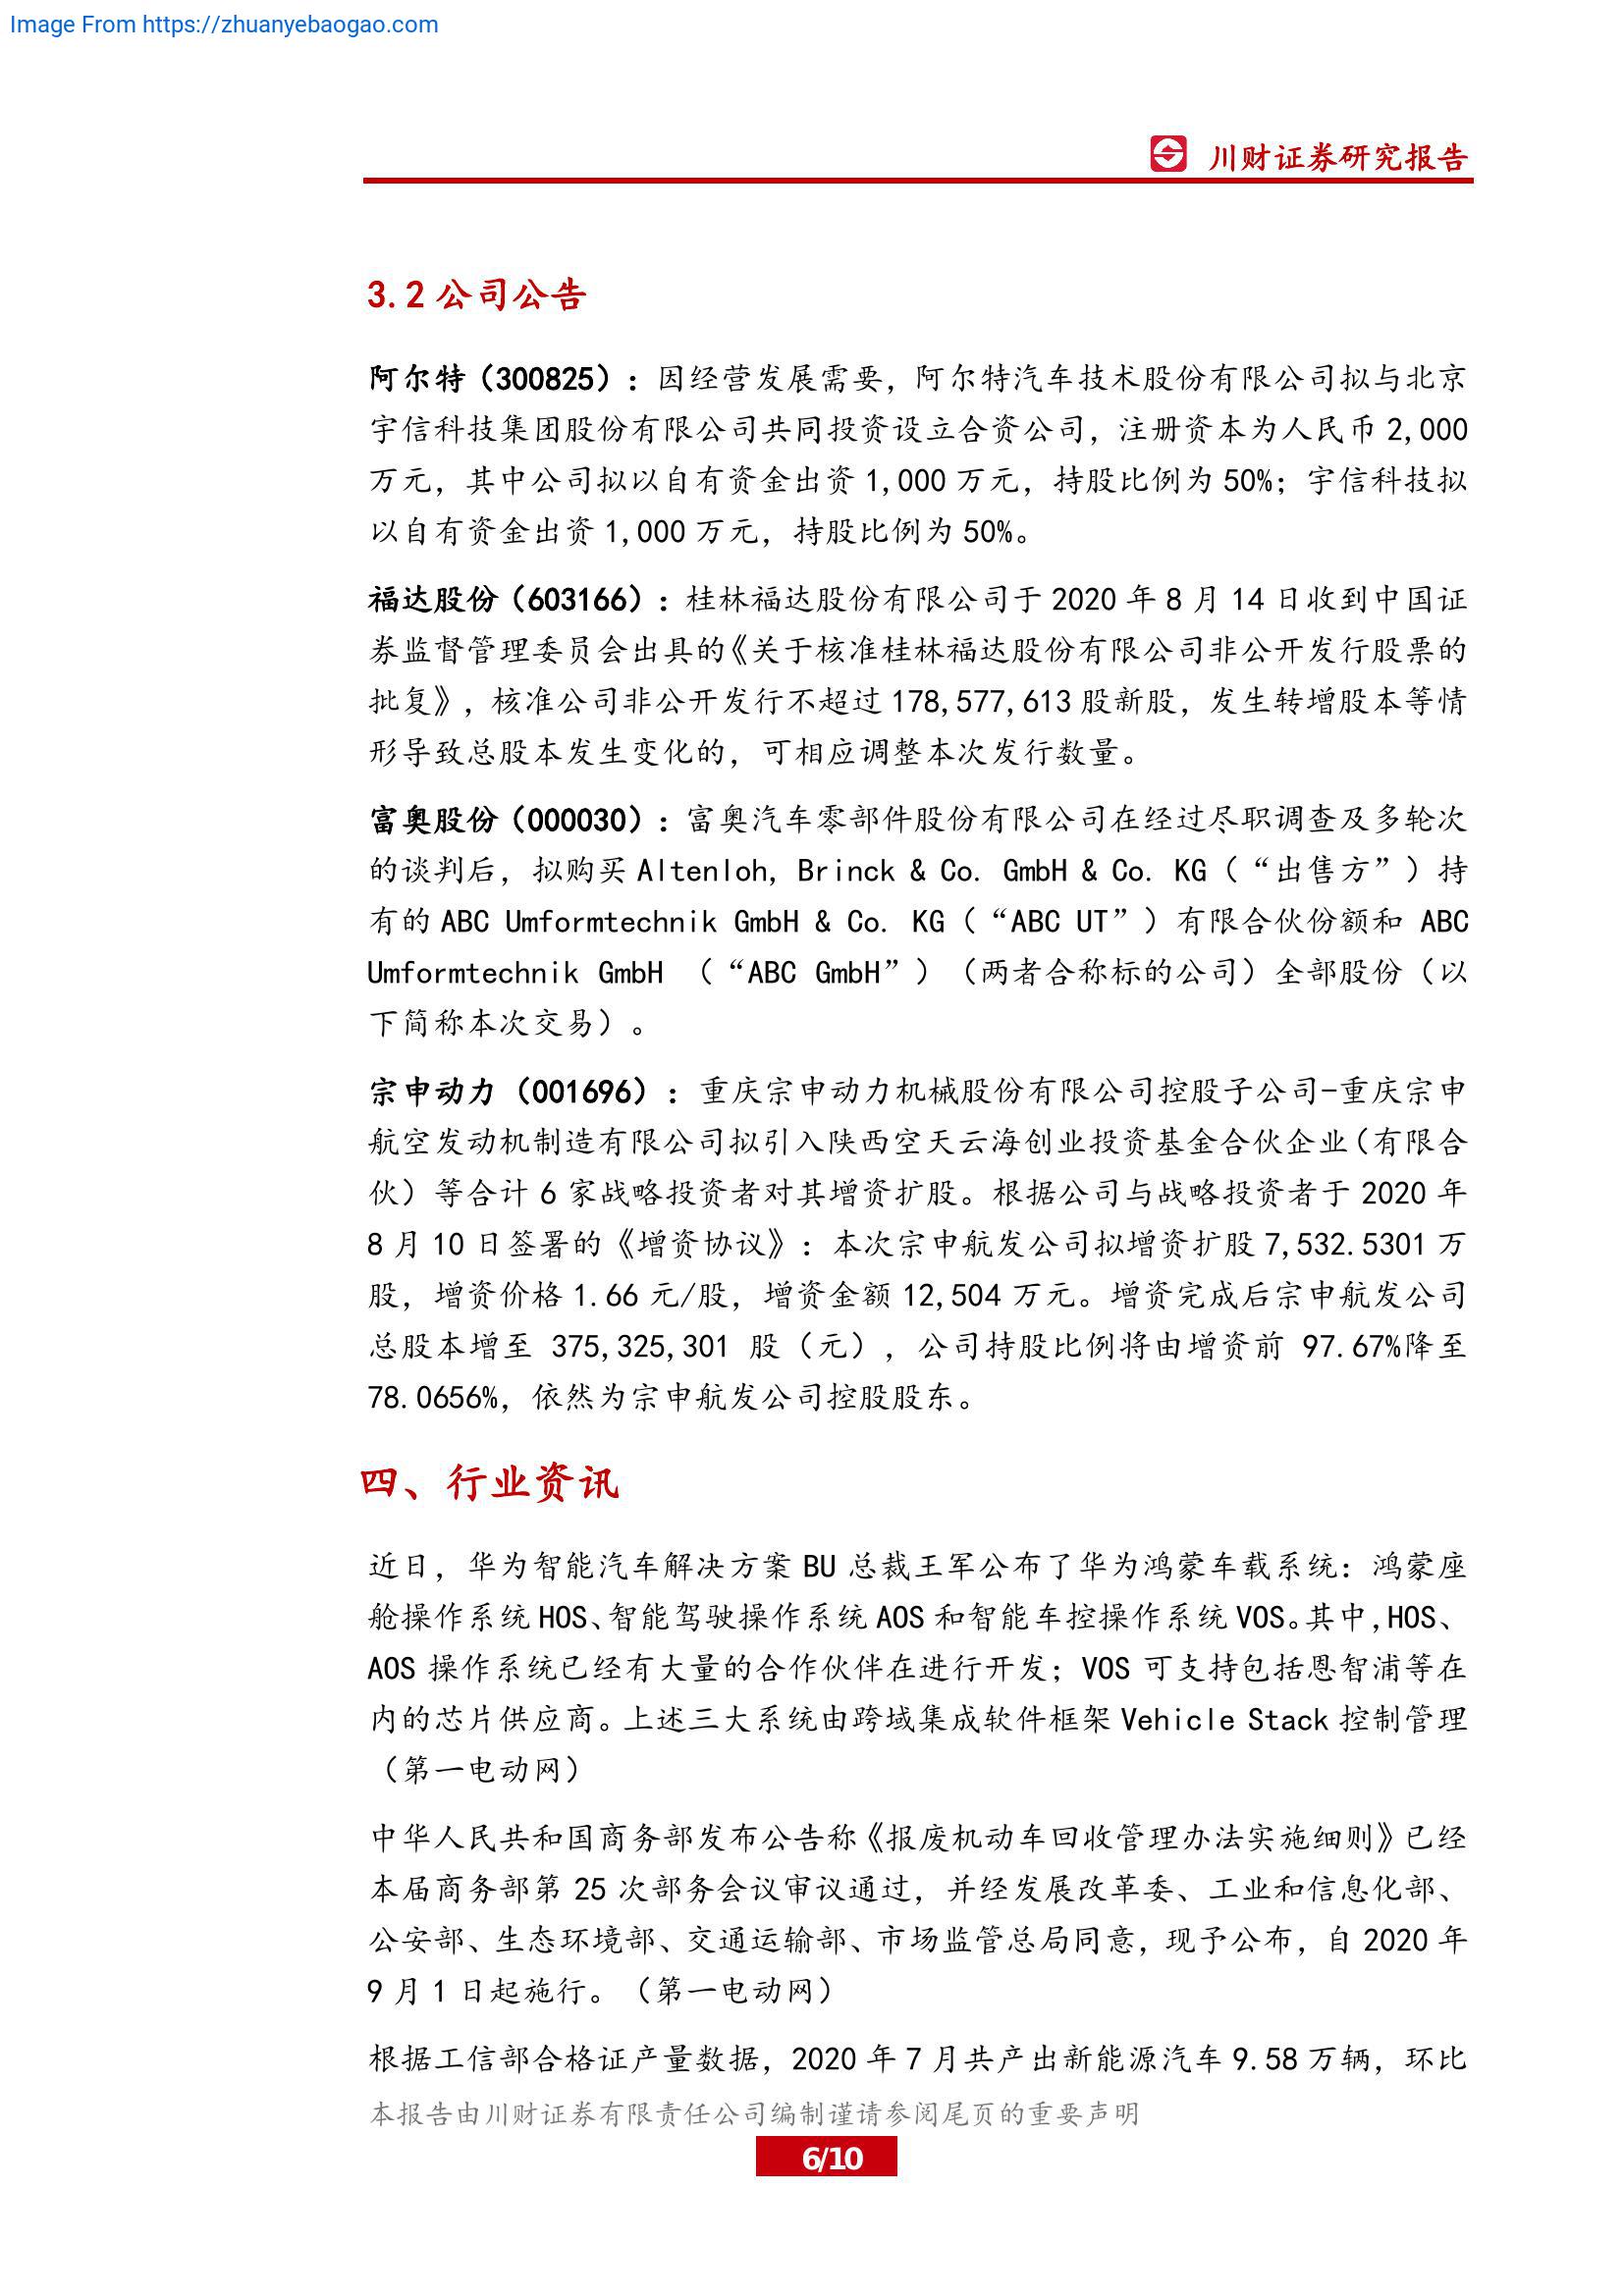 Image From https://zhuanyebaogao.com
川财证券研究报告
3.2 公司公告
阿尔特（300825）：因经营发展需要，阿尔特汽车技术股份有限公司拟与北京
宇信科技集团股份有限公司共同投资设立合资公司，注册资本为人民币 2,000
万元，其中公司拟以自有资金出资 1,000 万元，持股比例为 50%；宇信科技拟
以自有资金出资 1,000 万元，持股比例为 50%。
福达股份（603166）：桂林福达股份有限公司于 2020 年 8 月 14 日收到中国证
券监督管理委员会出具的《关于核准桂林福达股份有限公司非公开发行股票的
批复》，核准公司非公开发行不超过 178,577,613 股新股，发生转增股本等情
形导致总股本发生变化的，可相应调整本次发行数量。
富奥股份（000030）：富奥汽车零部件股份有限公司在经过尽职调查及多轮次
的谈判后，拟购买 Altenloh, Brinck & Co. GmbH & Co. KG（“出售方”）持
有的 ABC Umformtechnik GmbH & Co. KG（“ABC UT”）有限合伙份额和 ABC
Umformtechnik GmbH （“ABC GmbH”）（两者合称标的公司）全部股份（以
下简称本次交易）。
宗申动力（001696）：重庆宗申动力机械股份有限公司控股子公司-重庆宗申
航空发动机制造有限公司拟引入陕西空天云海创业投资基金合伙企业（有限合
伙）等合计 6 家战略投资者对其增资扩股。根据公司与战略投资者于 2020 年
8 月 10 日签署的《增资协议》：本次宗申航发公司拟增资扩股 7,532.5301 万
股，增资价格 1.66 元/股，增资金额 12,504 万元。增资完成后宗申航发公司
总股本增至 375,325,301 股（元），公司持股比例将由增资前 97.67%降至
78.0656%，依然为宗申航发公司控股股东。
四、行业资讯
近日，华为智能汽车解决方案 BU 总裁王军公布了华为鸿蒙车载系统：鸿蒙座
舱操作系统 HOS、智能驾驶操作系统 AOS 和智能车控操作系统 VOS。其中,HOS、
AOS 操作系统已经有大量的合作伙伴在进行开发；VOS 可支持包括恩智浦等在
内的芯片供应商。上述三大系统由跨域集成软件框架 Vehicle Stack 控制管理
（第一电动网）
中华人民共和国商务部发布公告称《报废机动车回收管理办法实施细则》已经
本届商务部第 25 次部务会议审议通过，并经发展改革委、工业和信息化部、
公安部、生态环境部、交通运输部、市场监管总局同意，现予公布，自 2020 年
9 月 1 日起施行。（第一电动网）
根据工信部合格证产量数据，2020 年 7 月共产出新能源汽车 9.58 万辆，环比
本报告由川财证券有限责任公司编制谨请参阅尾页的重要声明
6/10